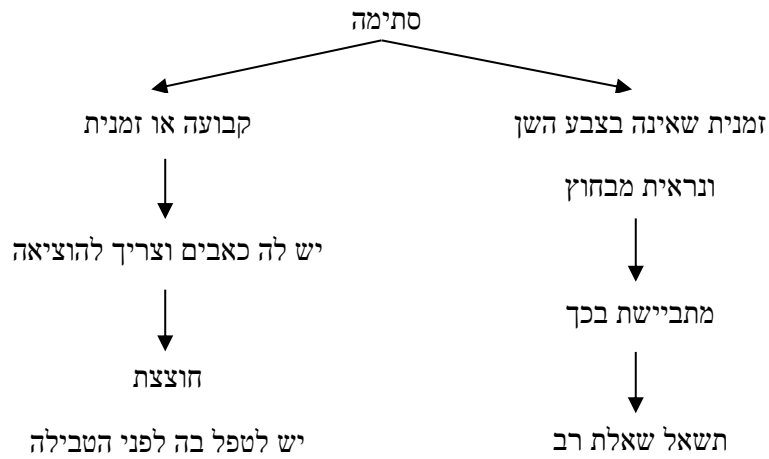 סתימה
זמנית שאינה בצבע השן
ונראית מבחוץ
מתביישת בכך
תשאל שאלת רב
קבועה או זמנית
יש לה כאבים וצריך להוציאה
חוצצת
יש לטפל בה לפני הטבילה